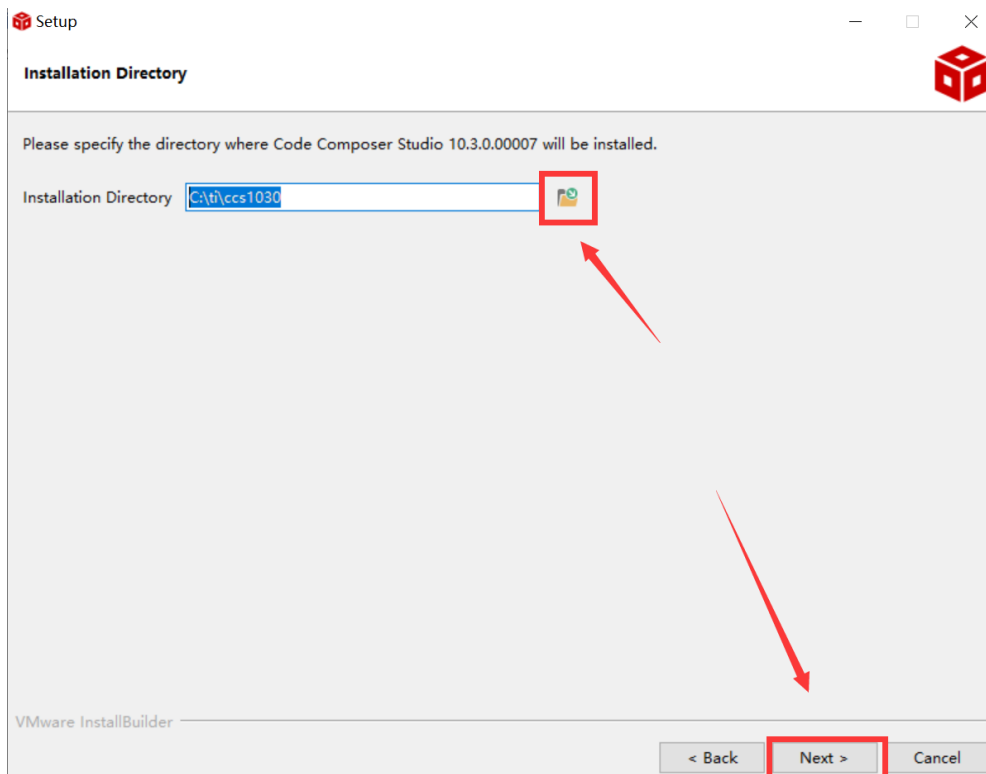 Setup
Installation Directory
Please specify the directory where Code Composer Studio 10.3.0.00007 will be installed.
Installation Directory C:\ti\ccs1030
VMware InstallBuilder
< Back Next > Cancel